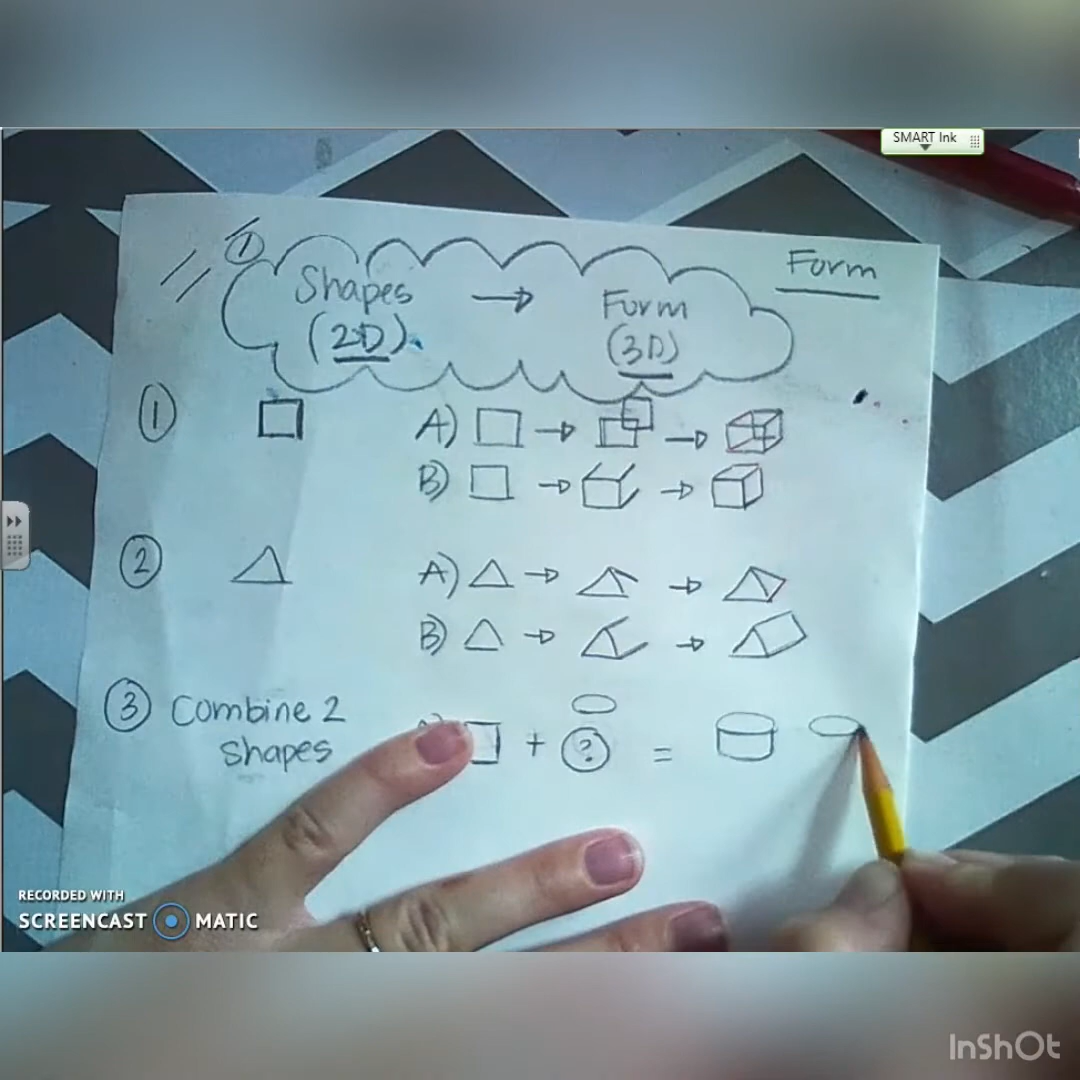 SMART Ink
1
Form
Shapes → Form
(2D). (3D)
1 A) → →
B) → →
2 A) → →
B) → →
3 Combine 2
Shapes
+ ? =
RECORDED WITH
SCREENCAST MATIC
InShOt